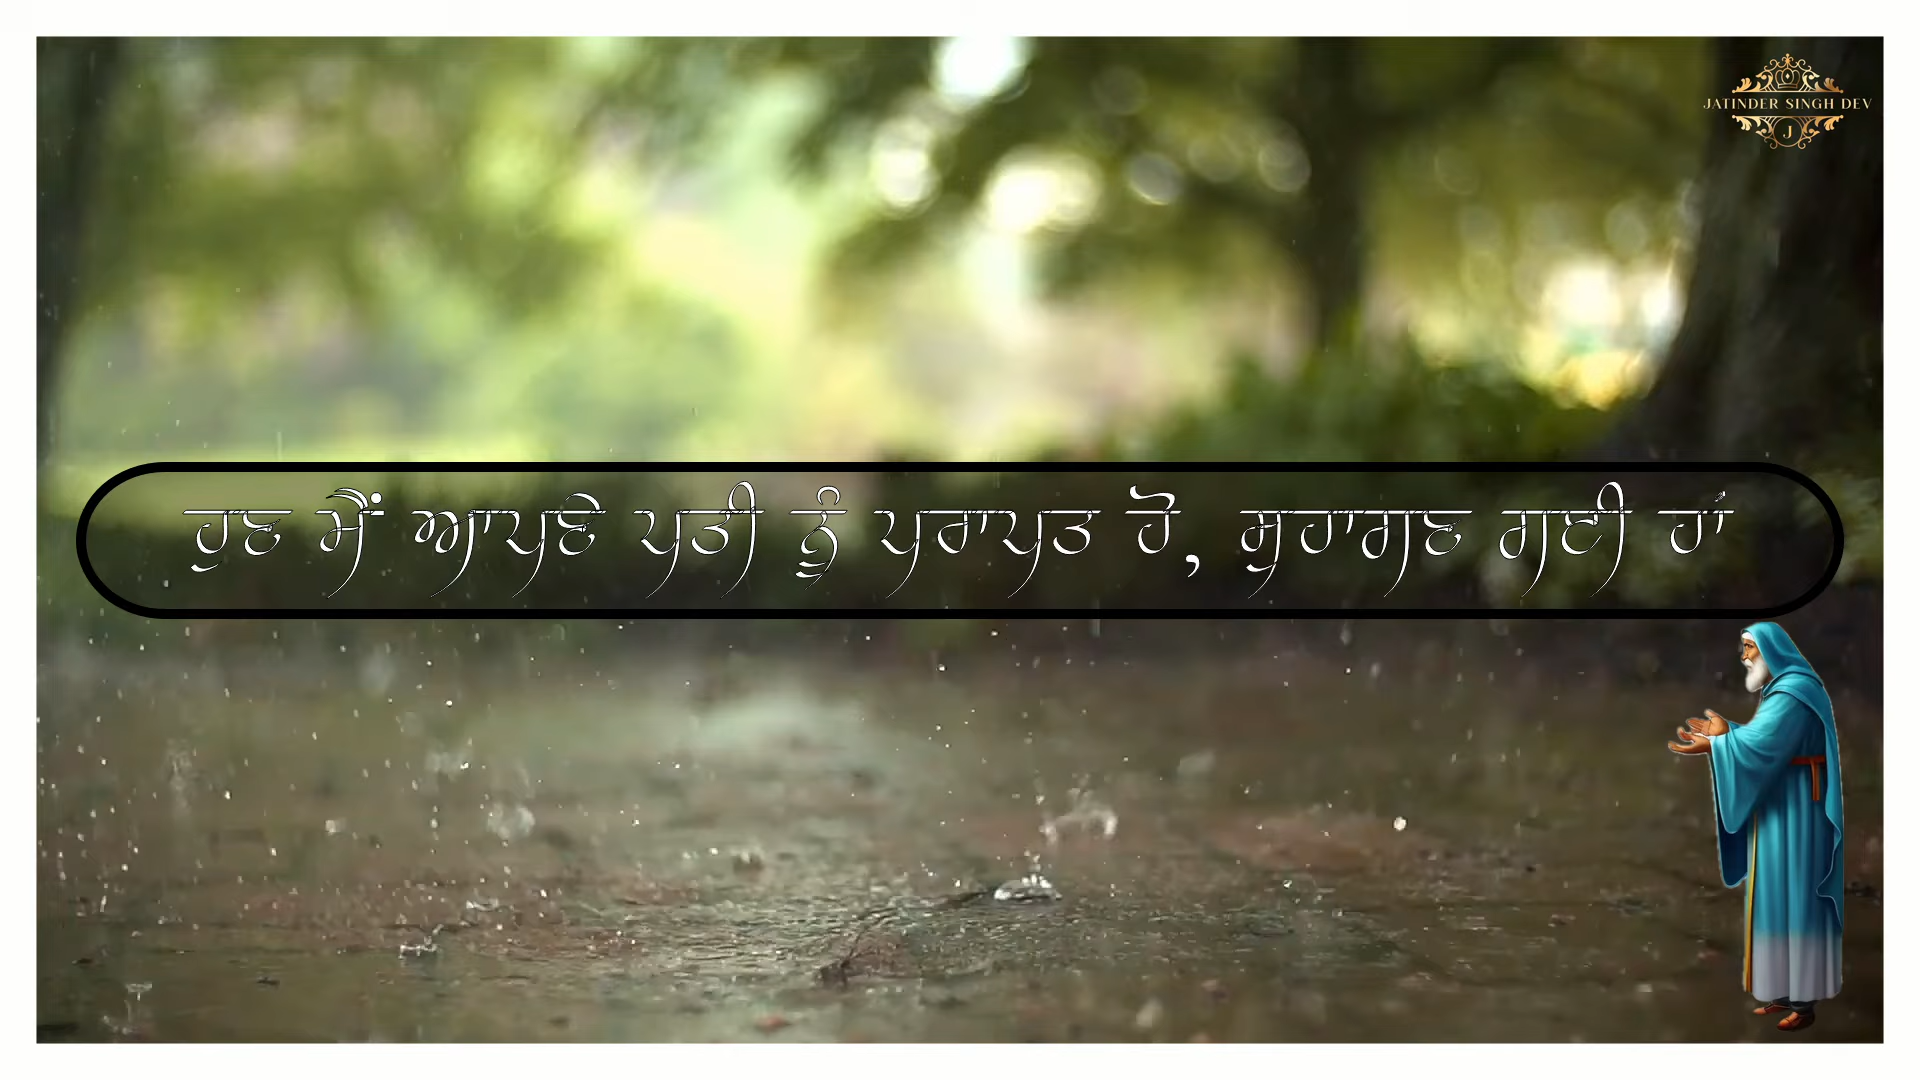 JATINDER SINGH DEV
J
ਹੁਣ ਮੈਂ ਆਪਣੇ ਪਤੀ ਨੂੰ ਪਰਾਪਤ ਹੋ, ਸੁਹਾਗਣ ਗਈ ਹਾਂ